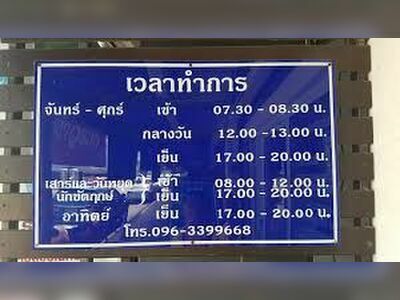 เวลาทำการ
จันทร์ - ศุกร์ เช้า 07.30 - 08.30 น.
กลางวัน 12.00 - 13.00 น.
เย็น 17.00 - 20.00 น.
เสาร์และวันหยุด เช้า 08.00 - 12.00 น.
นักขัตฤกษ์ เย็น 17.00 - 20.00 น.
อาทิตย์ เย็น 17.00 - 20.00 น.
โทร.096-3399668